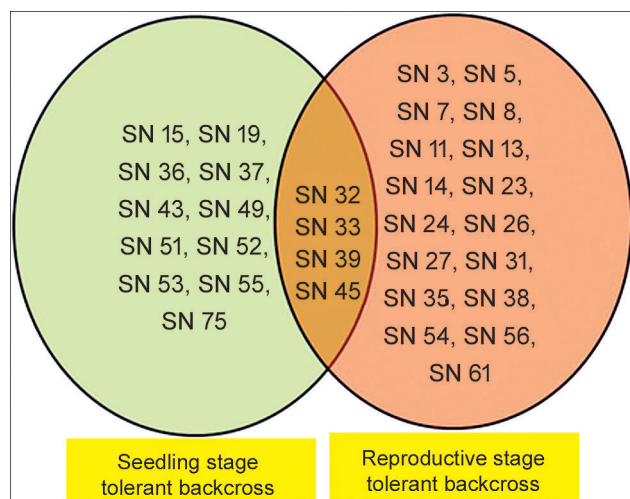 SN 15, SN 19,
SN 36, SN 37,
SN 43, SN 49,
SN 51, SN 52,
SN 53, SN 55,
SN 75
SN 32
SN 33
SN 39
SN 45
SN 3, SN 5,
SN 7, SN 8,
SN 11, SN 13,
SN 14, SN 23,
SN 24, SN 26,
SN 27, SN 31,
SN 35, SN 38,
SN 54, SN 56,
SN 61
Seedling stage
tolerant backcross
Reproductive stage
tolerant backcross